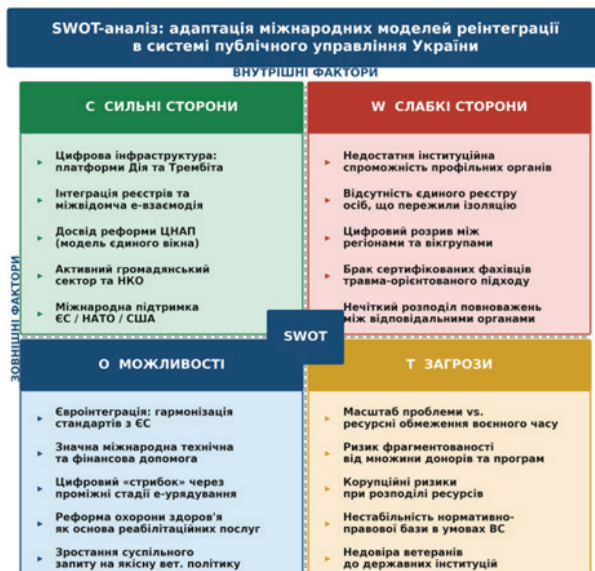 SWOT-аналіз: адаптація міжнародних моделей реінтеграції
в системі публічного управління України
ВНУТРІШНІ ФАКТОРИ
ЗОВНІШНІ ФАКТОРИ
С СИЛЬНІ СТОРОНИ
Цифрова інфраструктура:
платформи Дія та Трембіта
Інтеграція реєстрів та
міжвідомча е-взаємодія
Досвід реформи ЦНАП
(модель єдиного вікна)
Активний громадянський
сектор та НКО
Міжнародна підтримка
ЄС / НАТО / США
W СЛАБКІ СТОРОНИ
Недостатня інституційна
спроможність профільних органів
Відсутність єдиного реєстру
осіб, що пережили ізоляцію
Цифровий розрив між
регіонами та вікгрупами
Брак сертифікованих фахівців
травма-орієнтованого підходу
Нечіткий розподіл повноважень
між відповідальними органами
SWOT
О МОЖЛИВОСТІ
Євроінтеграція: гармонізація
стандартів з ЄС
Значна міжнародна технічна
та фінансова допомога
Цифровий «стрибок» через
проміжні стадії е-урядування
Реформа охорони здоров'я
як основа реабілітаційних послуг
Зростання суспільного
запиту на якісну вет. політику
Т ЗАГРОЗИ
Масштаб проблеми vs.
ресурсні обмеження воєнного часу
Ризик фрагментованості
від множини донорів та програм
Корупційні ризики
при розподілі ресурсів
Нестабільність нормативно-
правової бази в умовах ВС
Недовіра ветеранів
до державних інституцій